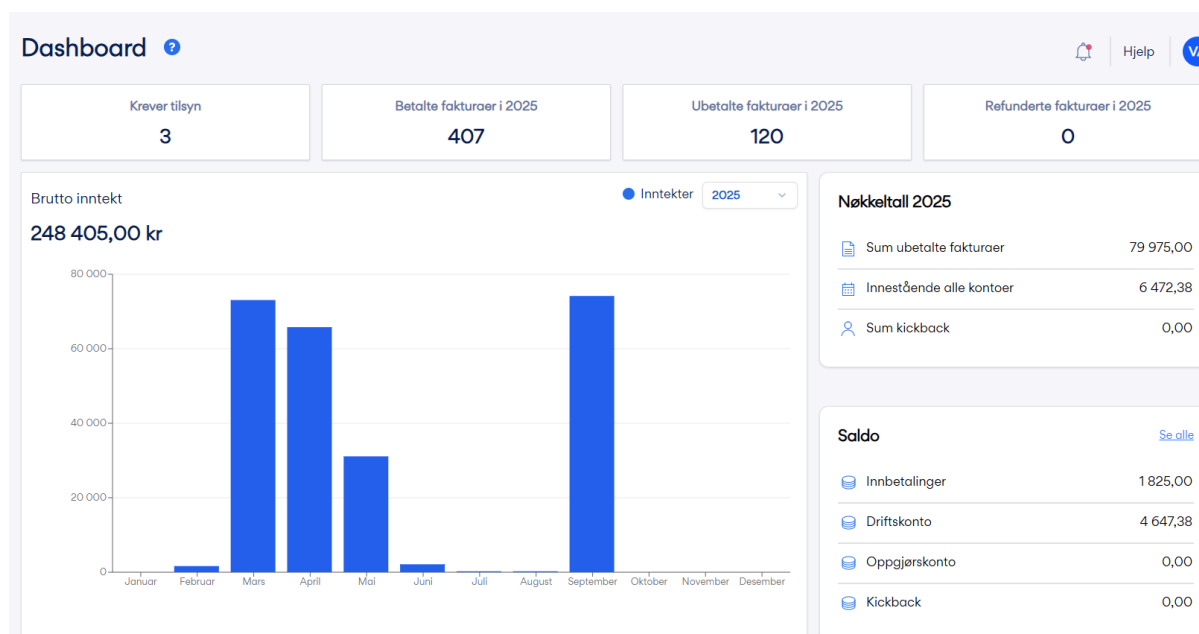 Dashboard ?
Hjelp
Krever tilsyn
3
Betalte fakturaer i 2025
407
Ubetalte fakturaer i 2025
120
Refunderte fakturaer i 2025
0
Brutto inntekt
Inntekter 2025
248 405,00 kr
80 000
60 000
40 000
20 000
0
Januar Februar Mars April Mai Juni Juli August September Oktober November Desember
Nøkkeltall 2025
Sum ubetalte fakturaer 79 975,00
Innestående alle kontoer 6 472,38
Sum kickback 0,00
Saldo Se alle
Innbetalinger 1 825,00
Driftskonto 4 647,38
Oppgjørskonto 0,00
Kickback 0,00